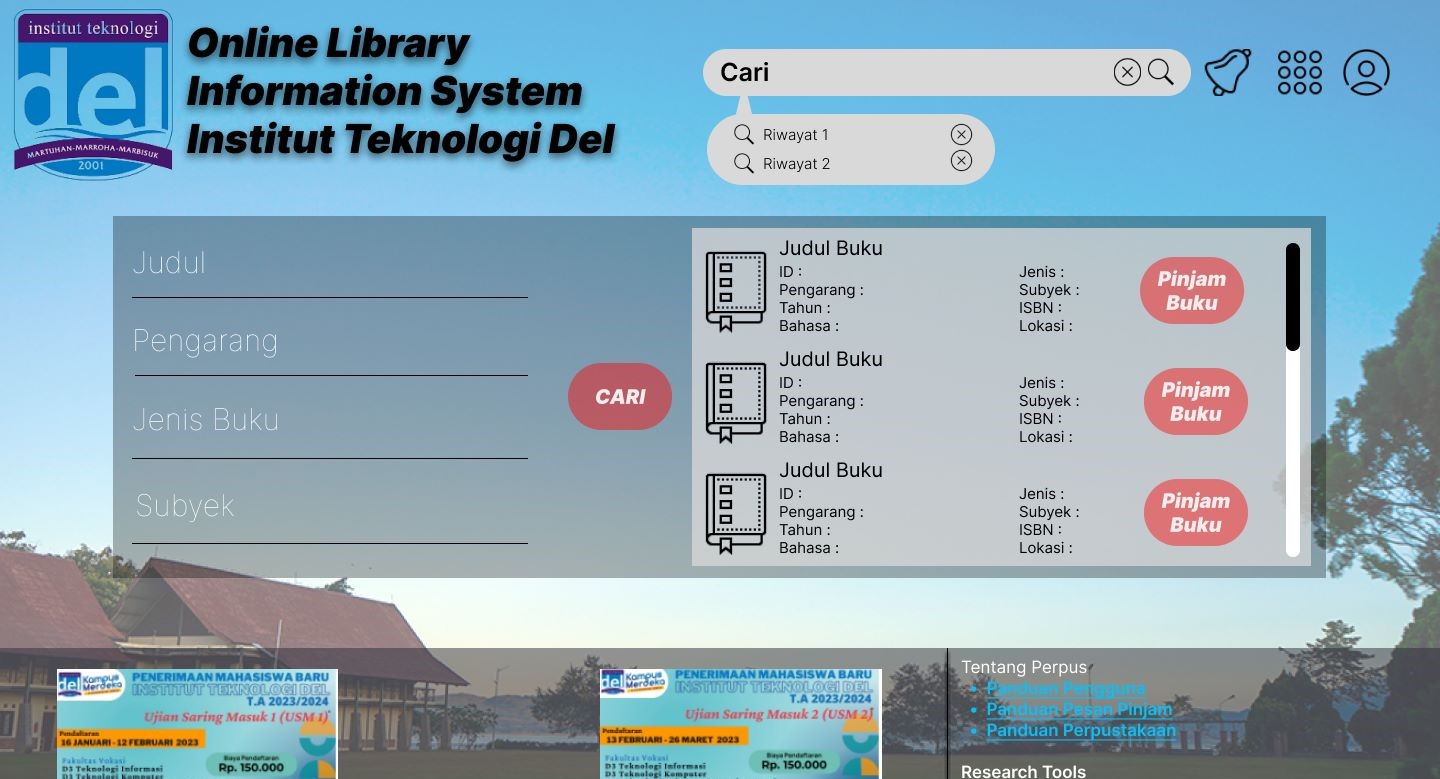 institut teknologi
del
MARTUHAN-MARROHA-MARBISUK
2001
Online Library
Information System
Institut Teknologi Del
Cari
Riwayat 1
Riwayat 2
Judul
Pengarang
Jenis Buku
Subyek
CARI
Judul Buku
ID :
Pengarang :
Tahun :
Bahasa :
Jenis :
Subyek :
ISBN :
Lokasi :
Pinjam
Buku
Judul Buku
ID :
Pengarang :
Tahun :
Bahasa :
Jenis :
Subyek :
ISBN :
Lokasi :
Pinjam
Buku
Judul Buku
ID :
Pengarang :
Tahun :
Bahasa :
Jenis :
Subyek :
ISBN :
Lokasi :
Pinjam
Buku
del Kampus
Merdeka
PENERIMAAN MAHASISWA BARU
INSTITUT TEKNOLOGI DEL
T.A 2023/2024
Ujian Saring Masuk 1 (USM 1)
Pendaftaran
16 JANUARI - 12 FEBRUARI 2023
Biaya Pendaftaran
Rp. 150.000
Fakultas Vokasi
D3 Teknologi Informasi
D3 Teknologi Komputer
del Kampus
Merdeka
PENERIMAAN MAHASISWA BARU
INSTITUT TEKNOLOGI DEL
T.A 2023/2024
Ujian Saring Masuk 2 (USM 2)
Pendaftaran
13 FEBRUARI - 26 MARET 2023
Biaya Pendaftaran
Rp. 150.000
Fakultas Vokasi
D3 Teknologi Informasi
D3 Teknologi Komputer
Tentang Perpus
• Panduan Pengguna
• Panduan Pesan Pinjam
• Panduan Perpustakaan
Research Tools